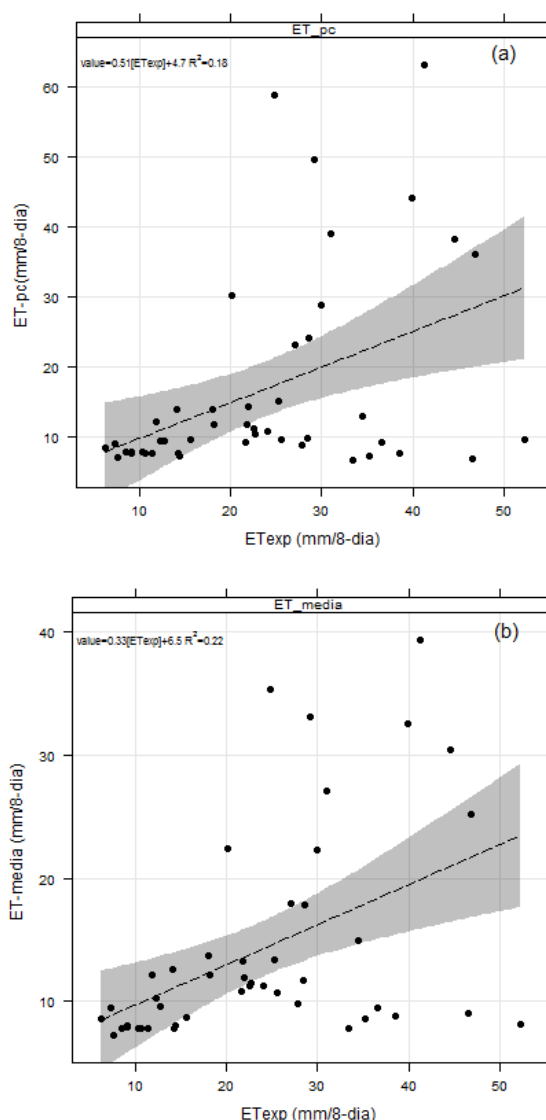 ET_pc
(a)
value=0.51[ETexp]+4.7 R²=0.18
60
50
40
30
20
10
ET-pc(mm/8-dia)
10 20 30 40 50
ETexp (mm/8-dia)
ET_media
(b)
value=0.33[ETexp]+6.5 R²=0.22
40
30
20
10
ET-media (mm/8-dia)
10 20 30 40 50
ETexp (mm/8-dia)